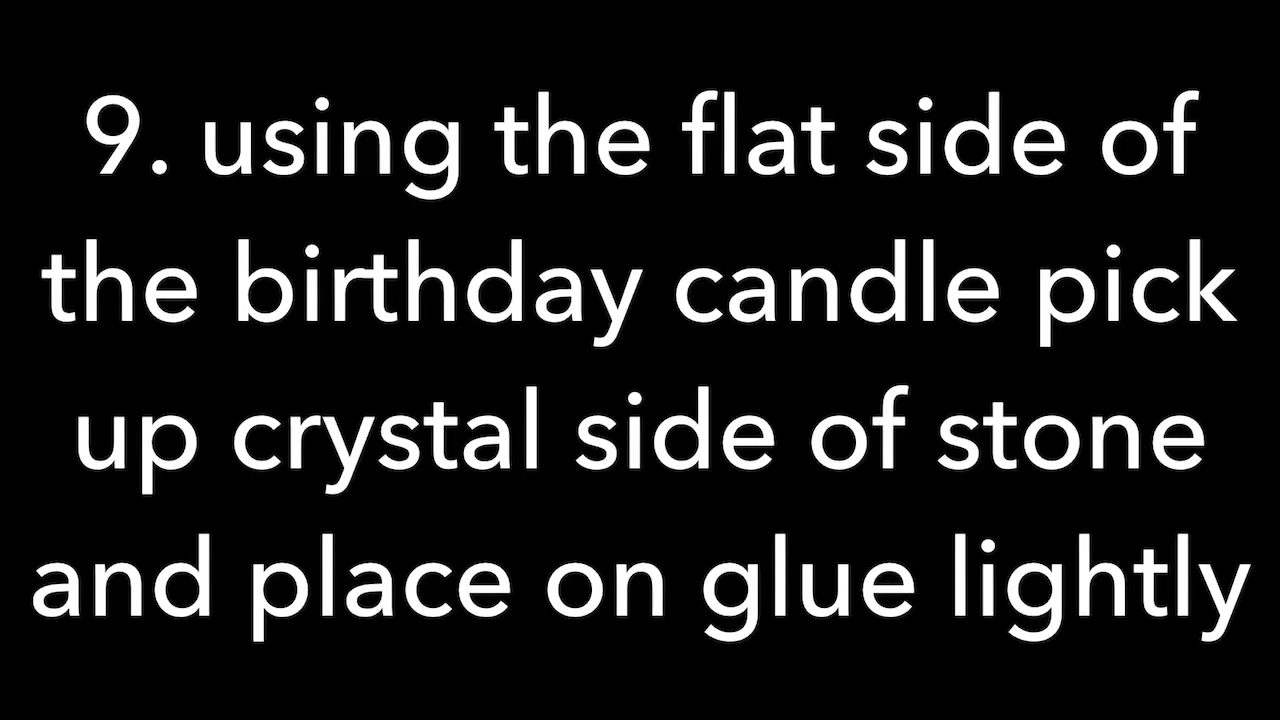 9. using the flat side of
the birthday candle pick
up crystal side of stone
and place on glue lightly